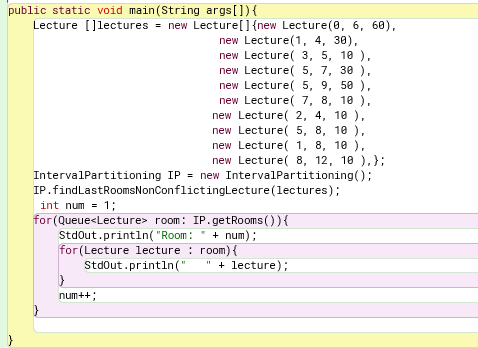 public static void main(String args[]){
Lecture []lectures = new Lecture[]{new Lecture(0, 6, 60),
new Lecture(1, 4, 30),
new Lecture( 3, 5, 10 ),
new Lecture( 5, 7, 30 ),
new Lecture( 5, 9, 50 ),
new Lecture( 7, 8, 10 ),
new Lecture( 2, 4, 10 ),
new Lecture( 5, 8, 10 ),
new Lecture( 1, 8, 10 ),
new Lecture( 8, 12, 10 ),};
IntervalPartitioning IP = new IntervalPartitioning();
IP.findLastRoomsNonConflictingLecture(lectures);
int num = 1;
for(Queue<Lecture> room: IP.getRooms()){
StdOut.println("Room: " + num);
for(Lecture lecture : room){
StdOut.println("   " + lecture);
}
num++;
}
}